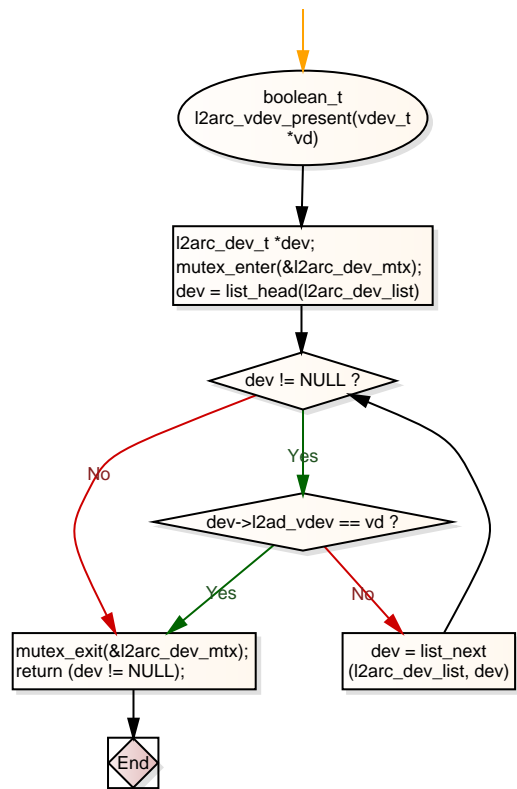 boolean_t
l2arc_vdev_present(vdev_t
*vd)
l2arc_dev_t *dev;
mutex_enter(&l2arc_dev_mtx);
dev = list_head(l2arc_dev_list)
dev != NULL ?
No
Yes
dev->l2ad_vdev == vd ?
Yes
No
mutex_exit(&l2arc_dev_mtx);
return (dev != NULL);
dev = list_next
(l2arc_dev_list, dev)
End